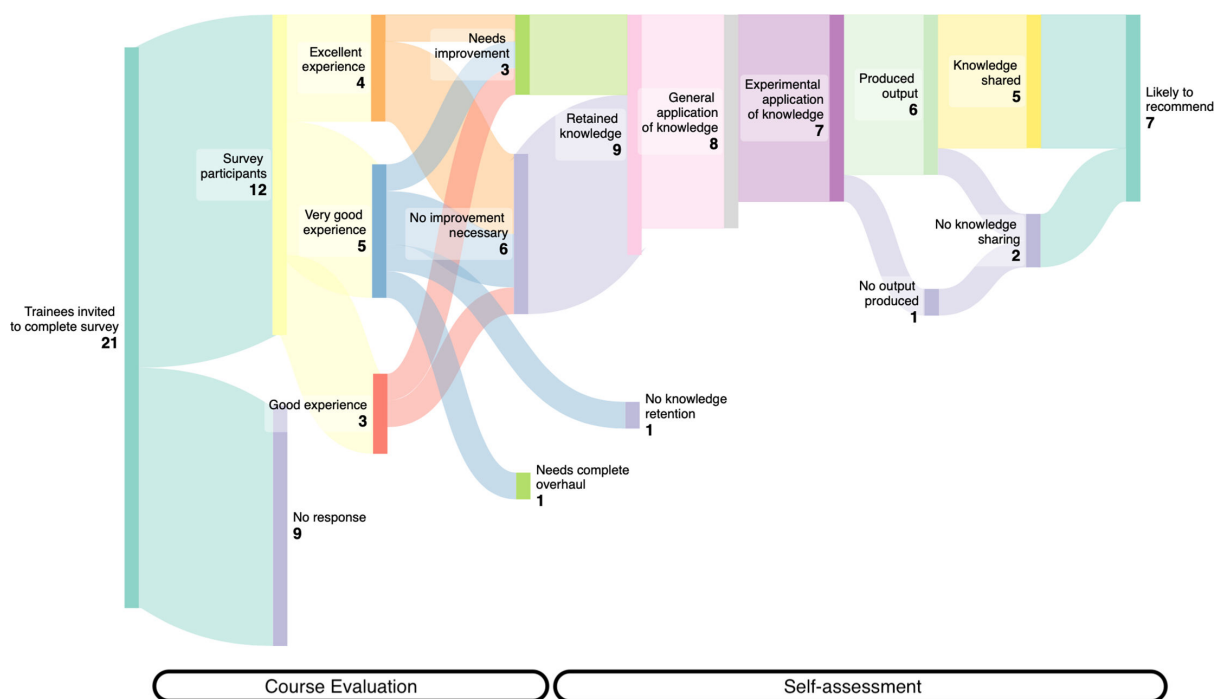 Trainees invited
to complete survey
21
Survey
participants
12
No response
9
Excellent
experience
4
Very good
experience
5
Good experience
3
Needs
improvement
3
No improvement
necessary
6
Needs complete
overhaul
1
Retained
knowledge
9
No knowledge
retention
1
General
application
of knowledge
8
Experimental
application
of knowledge
7
Produced
output
6
No output
produced
1
Knowledge
shared
5
No knowledge
sharing
2
Likely to
recommend
7
Course Evaluation
Self-assessment